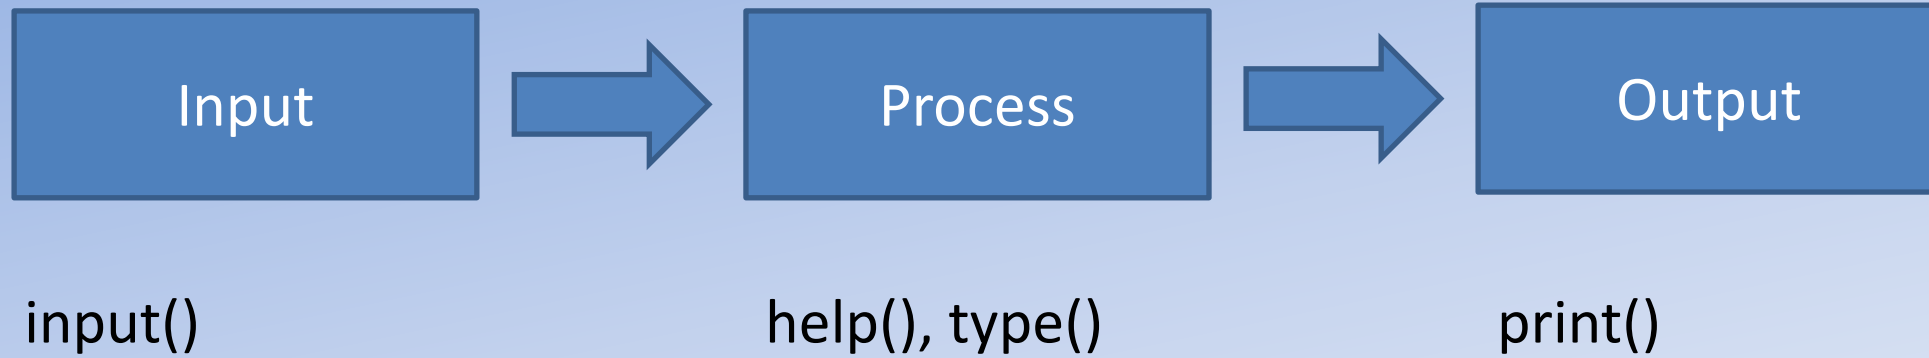 Input
Process
Output
input()
help(), type()
print()